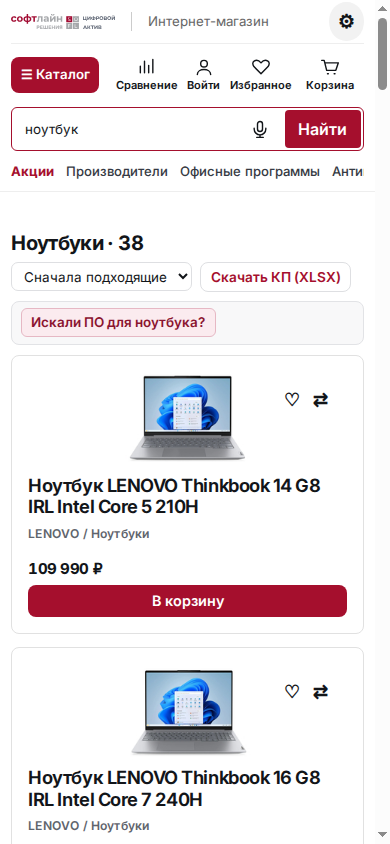 софтлайн
РЕШЕНИЯ
ЦИФРОВОЙ
АКТИВ
Интернет-магазин
Каталог
Сравнение
Войти
Избранное
Корзина
ноутбук
Найти
Акции
Производители
Офисные программы
Анти
Ноутбуки · 38
Сначала подходящие
Скачать КП (XLSX)
Искали ПО для ноутбука?
Ноутбук LENOVO Thinkbook 14 G8
IRL Intel Core 5 210H
LENOVO / Ноутбуки
109 990 ₽
В корзину
Ноутбук LENOVO Thinkbook 16 G8
IRL Intel Core 7 240H
LENOVO / Ноутбуки